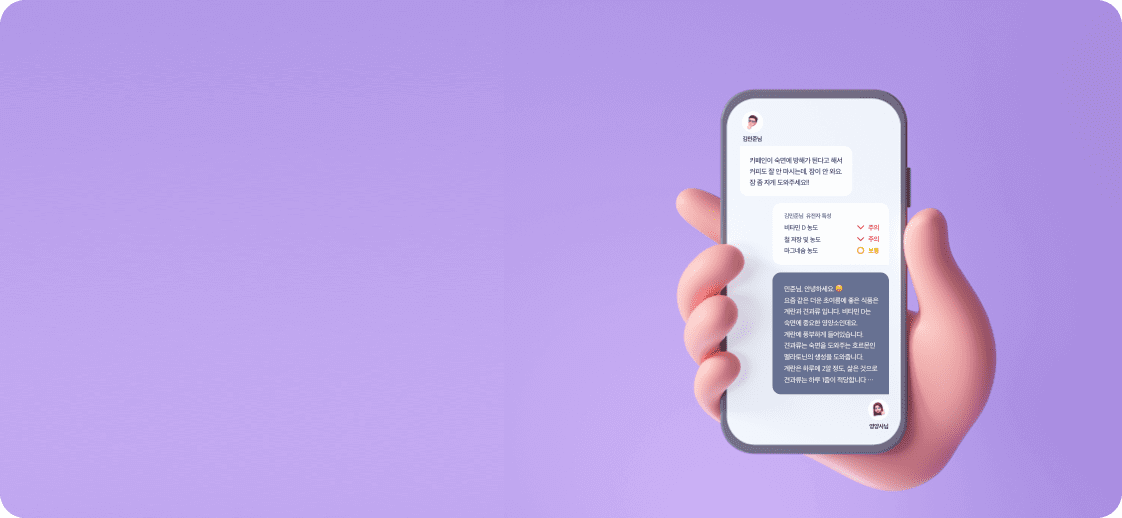 김민준님
카페인이 숙면에 방해가 된다고 해서
커피도 잘 안 마시는데, 잠이 안 와요.
잠 좀 자게 도와주세요!!
김민준님 유전자 특성
비타민 D 농도 주의
철 저장 및 농도 주의
마그네슘 농도 보통
민준님, 안녕하세요 😀
요즘 같은 더운 초여름에 좋은 식품은
계란과 견과류 입니다. 비타민 D는
숙면에 중요한 영양소인데요.
계란에 풍부하게 들어있습니다.
견과류는 숙면을 도와주는 호르몬인
멜라토닌의 생성을 도와줍니다.
계란은 하루에 2알 정도, 삶은 것으로
견과류는 하루 1줌이 적당합니다 ···
영양사님